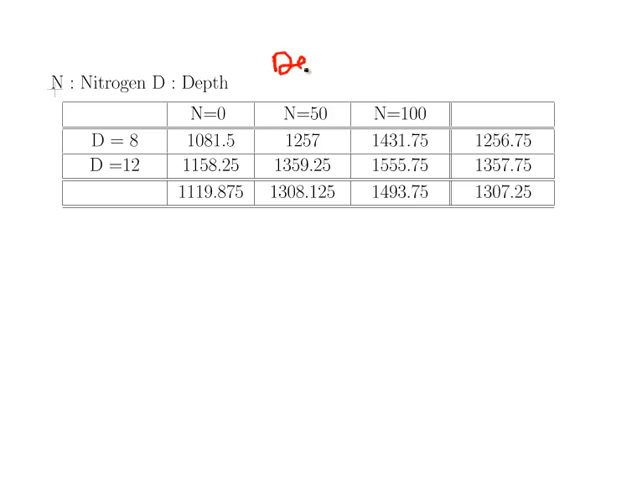 De
N : Nitrogen D : Depth
N=0 N=50 N=100
D = 8 1081.5 1257 1431.75 1256.75
D =12 1158.25 1359.25 1555.75 1357.75
1119.875 1308.125 1493.75 1307.25